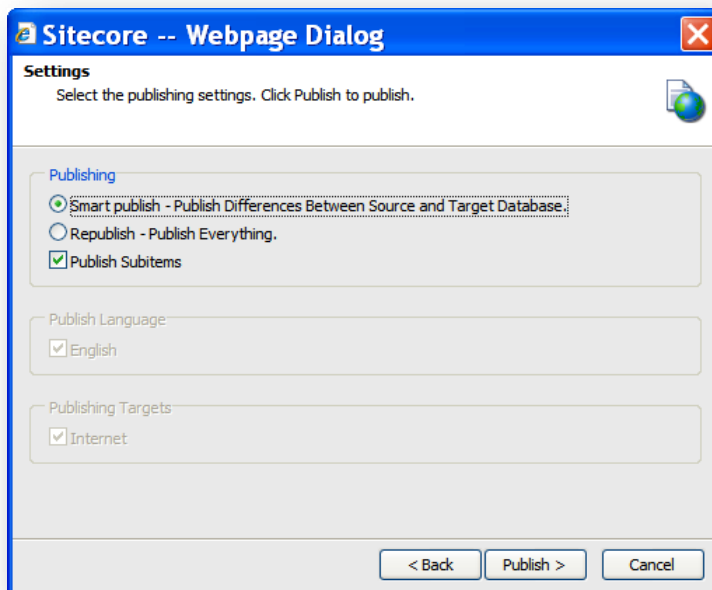 Sitecore -- Webpage Dialog
Settings
Select the publishing settings. Click Publish to publish.
Publishing
Smart publish - Publish Differences Between Source and Target Database.
Republish - Publish Everything.
Publish Subitems
Publish Language
English
Publishing Targets
Internet
< Back
Publish >
Cancel